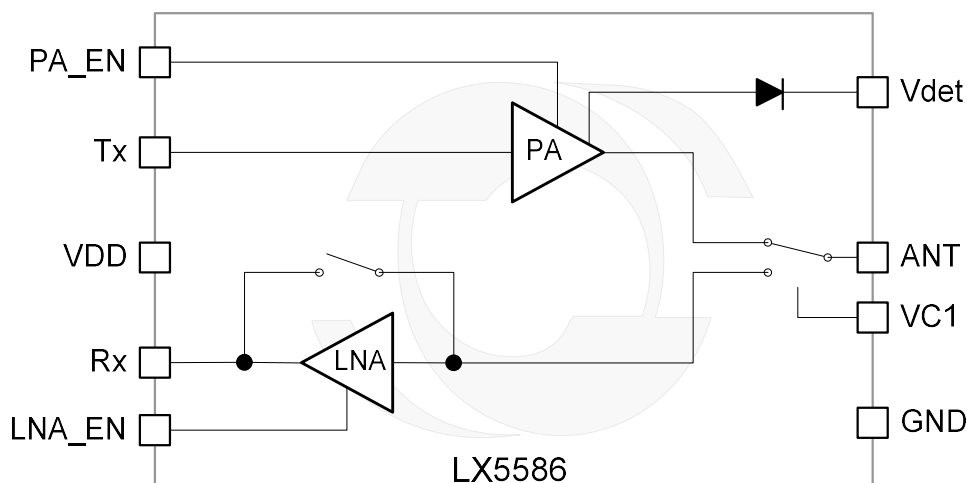 PA_EN
Vdet
Tx
PA
VDD
ANT
VC1
Rx
LNA
LNA_EN
GND
LX5586